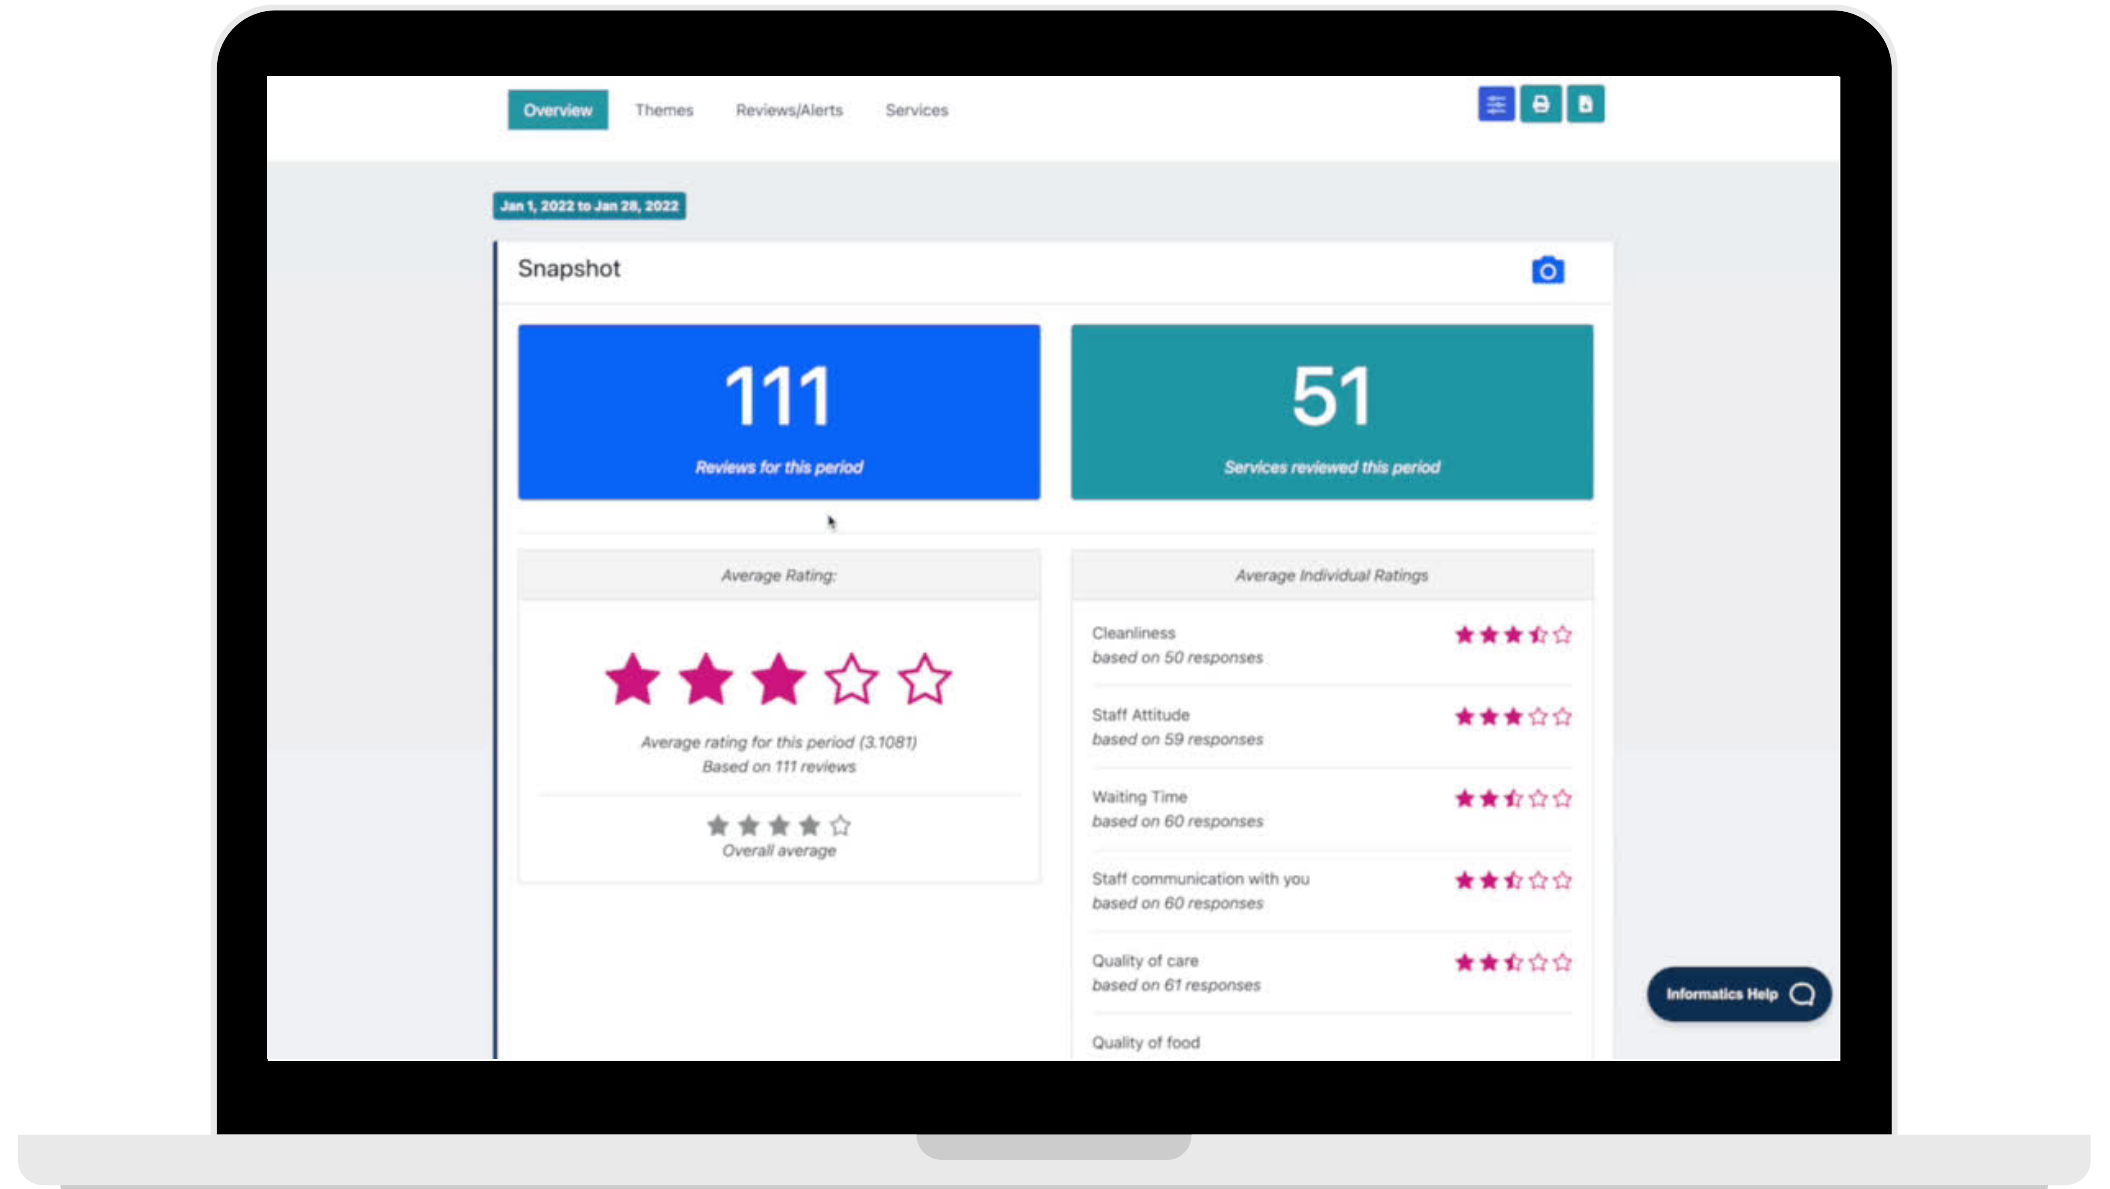 Overview Themes Reviews/Alerts Services
Jan 1, 2022 to Jan 28, 2022
Snapshot
111
Reviews for this period
51
Services reviewed this period
Average Rating:
Average rating for this period (3.1081)
Based on 111 reviews
Overall average
Average Individual Ratings
Cleanliness
based on 50 responses
Staff Attitude
based on 59 responses
Waiting Time
based on 60 responses
Staff communication with you
based on 60 responses
Quality of care
based on 61 responses
Quality of food
Informatics Help